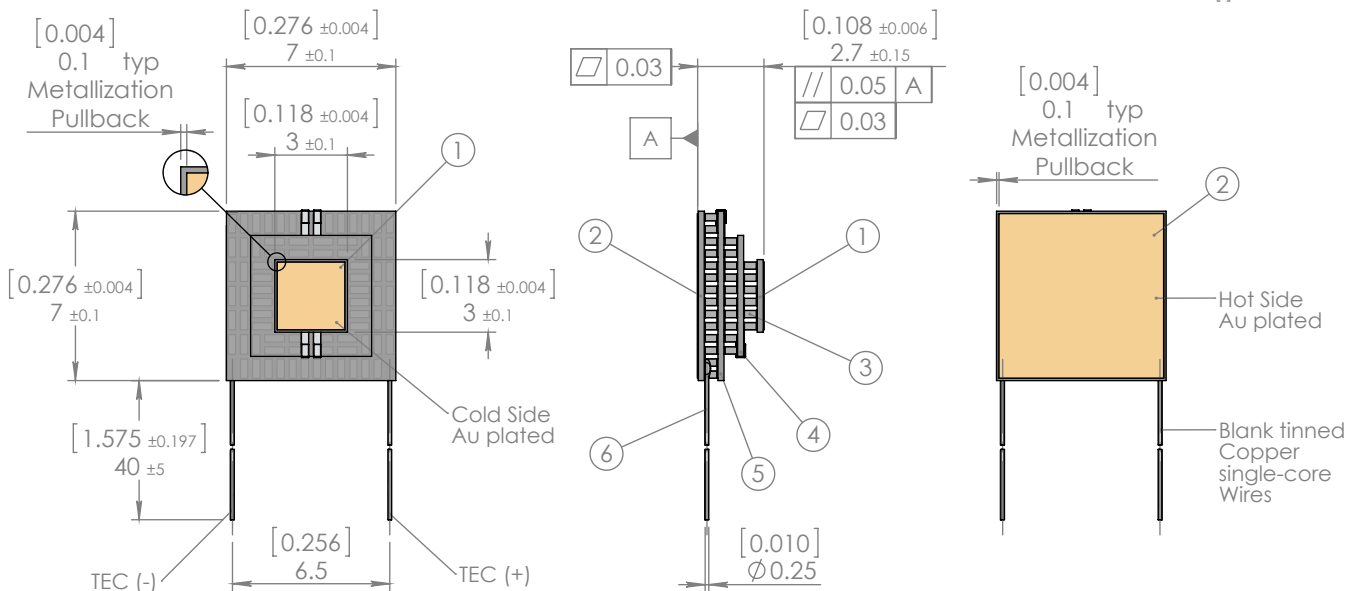 [0.004]
0.1 typ
Metallization
Pullback
[0.276 ±0.004]
7 ±0.1
[0.118 ±0.004]
3 ±0.1
1
[0.276 ±0.004]
7 ±0.1
[0.118 ±0.004]
3 ±0.1
Cold Side
Au plated
[1.575 ±0.197]
40 ±5
[0.256]
6.5
TEC (-)
TEC (+)
⏥ 0.03
[0.108 ±0.006]
2.7 ±0.15
// 0.05 A
⏥ 0.03
A
2
1
3
4
5
6
[0.010]
∅0.25
[0.004]
0.1 typ
Metallization
Pullback
2
Hot Side
Au plated
Blank tinned
Copper
single-core
Wires